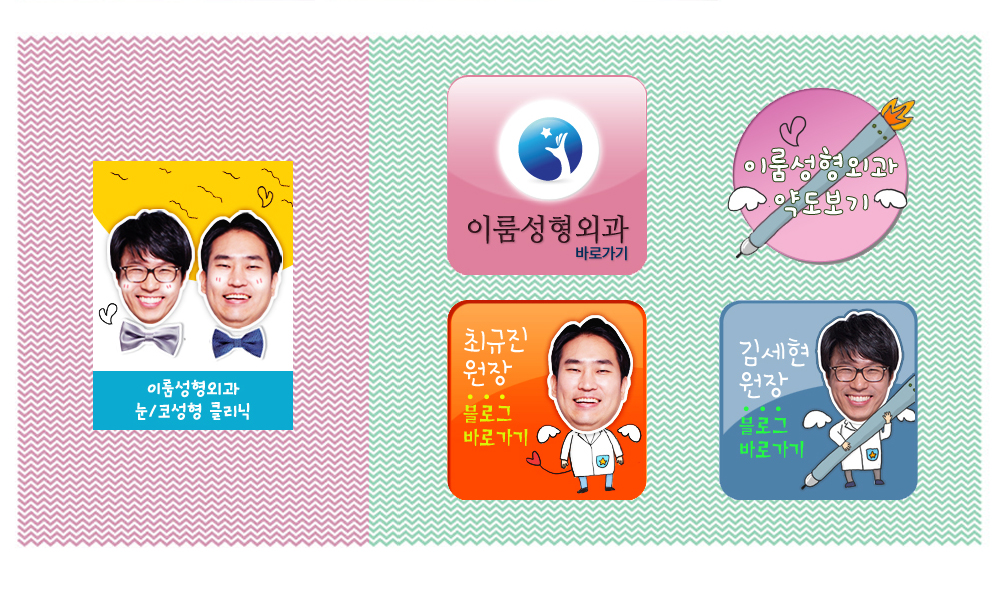 이룸성형외과
눈/코성형 클리닉
이룸성형외과
바로가기
이룸성형외과
약도보기
최규진
원장
블로그
바로가기
김세현
원장
블로그
바로가기